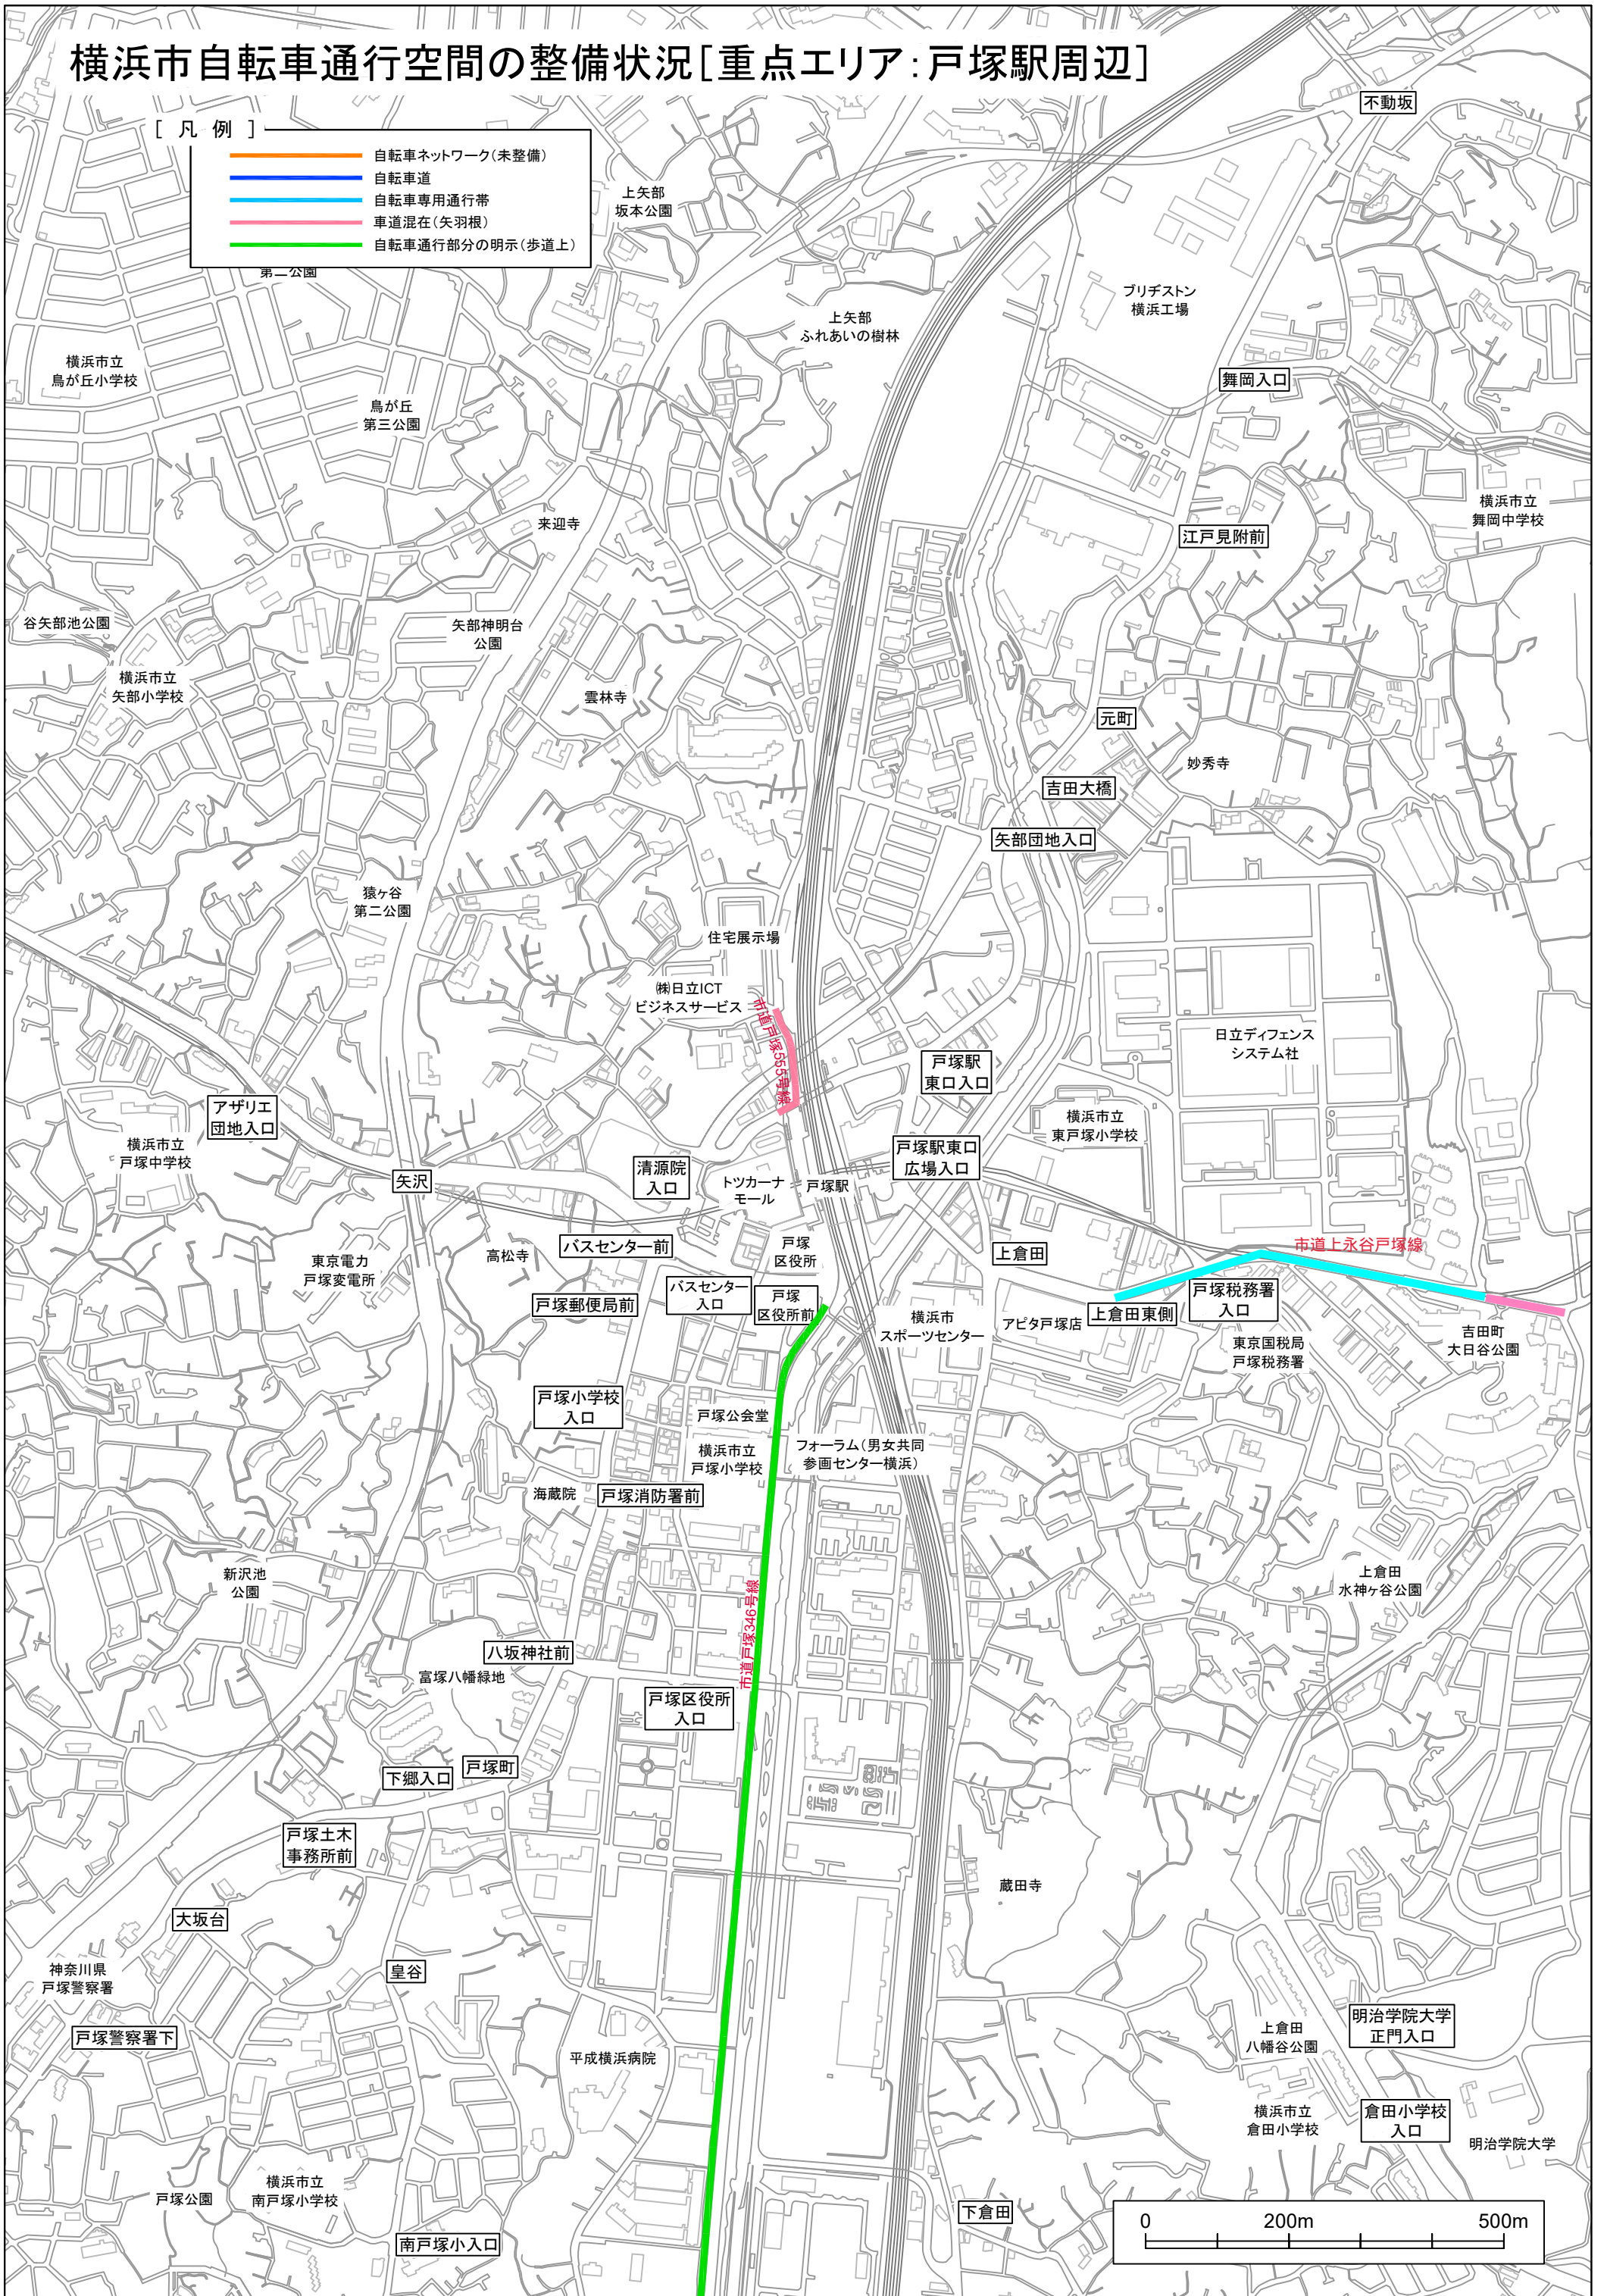 横浜市自転車通行空間の整備状況[重点エリア:戸塚駅周辺]
[凡例]
自転車ネットワーク(未整備)
自転車道
自転車専用通行帯
車道混在(矢羽根)
自転車通行部分の明示(歩道上)
第二公園
不動坂
上矢部
坂本公園
ブリヂストン
横浜工場
上矢部
ふれあいの樹林
横浜市立
鳥が丘小学校
鳥が丘
第三公園
舞岡入口
横浜市立
舞岡中学校
来迎寺
江戸見附前
谷矢部池公園
矢部神明台
公園
横浜市立
矢部小学校
雲林寺
元町
妙秀寺
吉田大橋
矢部団地入口
猿ヶ谷
第二公園
住宅展示場
㈱日立ICT
ビジネスサービス
市道戸塚555号線
日立ディフェンス
システム社
戸塚駅
東口入口
アザリエ
団地入口
横浜市立
東戸塚小学校
横浜市立
戸塚中学校
戸塚駅東口
広場入口
矢沢
清源院
入口
トツカーナ
モール
戸塚駅
バスセンター前
高松寺
東京電力
戸塚変電所
戸塚
区役所
上倉田
市道上永谷戸塚線
バスセンター
入口
戸塚
区役所前
戸塚郵便局前
戸塚税務署
入口
上倉田東側
横浜市
スポーツセンター
アピタ戸塚店
東京国税局
戸塚税務署
吉田町
大日谷公園
戸塚小学校
入口
戸塚公会堂
横浜市立
戸塚小学校
フォーラム(男女共同
参画センター横浜)
海蔵院
戸塚消防署前
新沢池
公園
上倉田
水神ヶ谷公園
市道戸塚346号線
八坂神社前
富塚八幡緑地
戸塚区役所
入口
下郷入口
戸塚町
戸塚土木
事務所前
蔵田寺
大坂台
神奈川県
戸塚警察署
皇谷
戸塚警察署下
明治学院大学
正門入口
上倉田
八幡谷公園
平成横浜病院
横浜市立
倉田小学校
倉田小学校
入口
明治学院大学
戸塚公園
横浜市立
南戸塚小学校
南戸塚小入口
下倉田
0 200m 500m